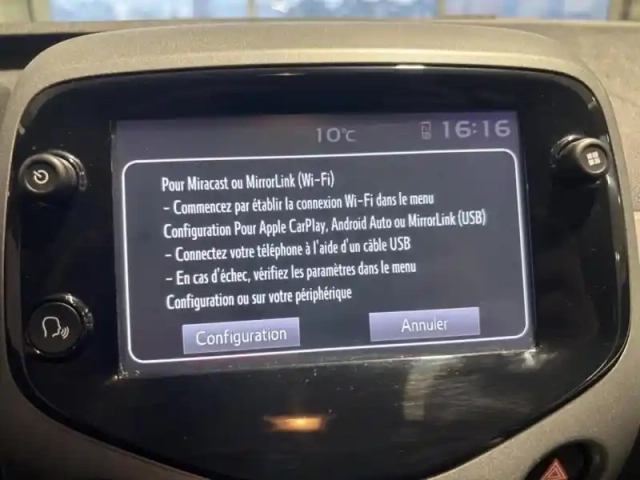 10°C 16:16
Pour Miracast ou MirrorLink (Wi-Fi)
- Commencez par établir la connexion Wi-Fi dans le menu
Configuration Pour Apple CarPlay, Android Auto ou MirrorLink (USB)
- Connectez votre téléphone à l'aide d'un câble USB
- En cas d'échec, vérifiez les paramètres dans le menu
Configuration ou sur votre périphérique
Configuration Annuler